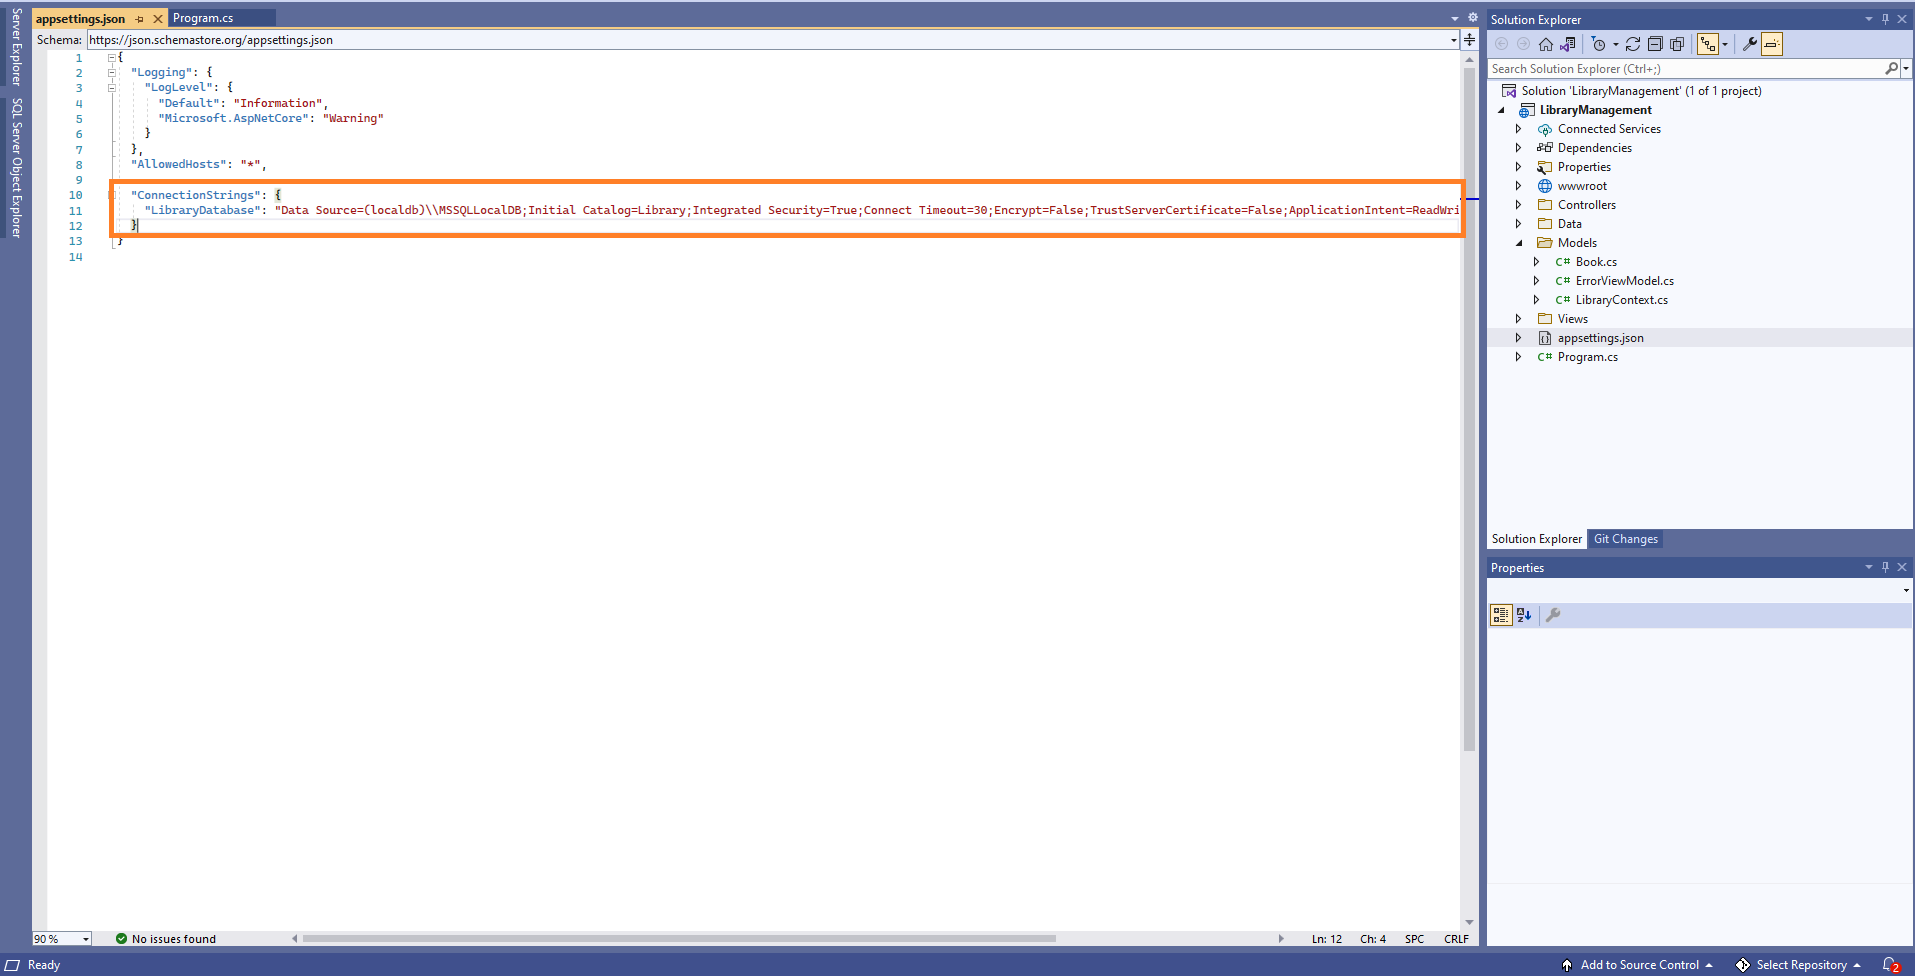 Server Explorer
SQL Server Object Explorer
appsettings.json
Program.cs
Schema: https://json.schemastore.org/appsettings.json
1 {
2 "Logging": {
3 "LogLevel": {
4 "Default": "Information",
5 "Microsoft.AspNetCore": "Warning"
6 }
7 },
8 "AllowedHosts": "*",
9
10 "ConnectionStrings": {
11 "LibraryDatabase": "Data Source=(localdb)\\MSSQLLocalDB;Initial Catalog=Library;Integrated Security=True;Connect Timeout=30;Encrypt=False;TrustServerCertificate=False;ApplicationIntent=ReadWri
12 }
13 }
14
90 %
No issues found
Ln: 12 Ch: 4 SPC CRLF
Solution Explorer
Search Solution Explorer (Ctrl+;)
Solution 'LibraryManagement' (1 of 1 project)
LibraryManagement
Connected Services
Dependencies
Properties
wwwroot
Controllers
Data
Models
C# Book.cs
C# ErrorViewModel.cs
C# LibraryContext.cs
Views
appsettings.json
C# Program.cs
Solution Explorer Git Changes
Properties
Ready
Add to Source Control
Select Repository
2